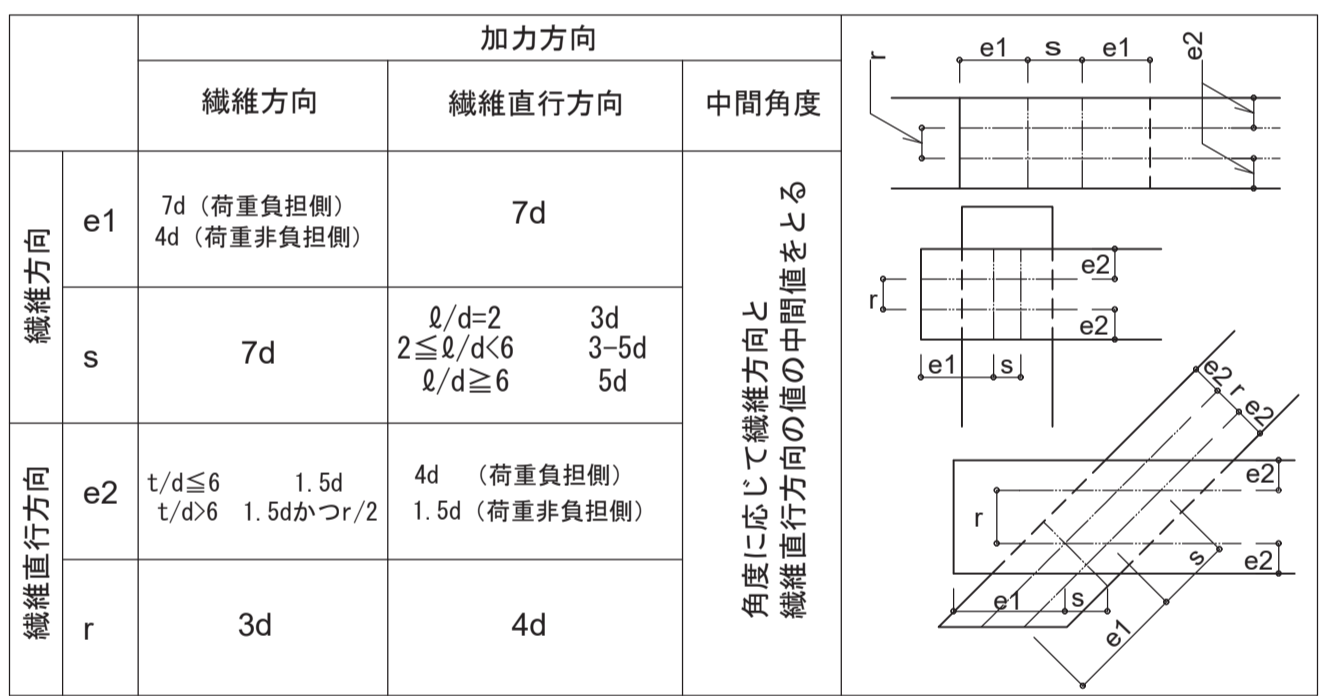 加力方向
繊維方向 繊維直行方向 中間角度
繊維方向
e1
7d（荷重負担側）
4d（荷重非負担側）
7d
s
7d
ℓ/d=2 3d
2≦ℓ/d<6 3-5d
ℓ/d≧6 5d
繊維直行方向
e2
t/d≦6 1.5d
t/d>6 1.5dかつr/2
4d （荷重負担側）
1.5d（荷重非負担側）
r
3d
4d
角度に応じて繊維方向と
繊維直行方向の値の中間値をとる
r
e1 s e1
e2
r
e2
e2
e1 s
e2 r e2
r
e2
e2
e1 s
s
e1